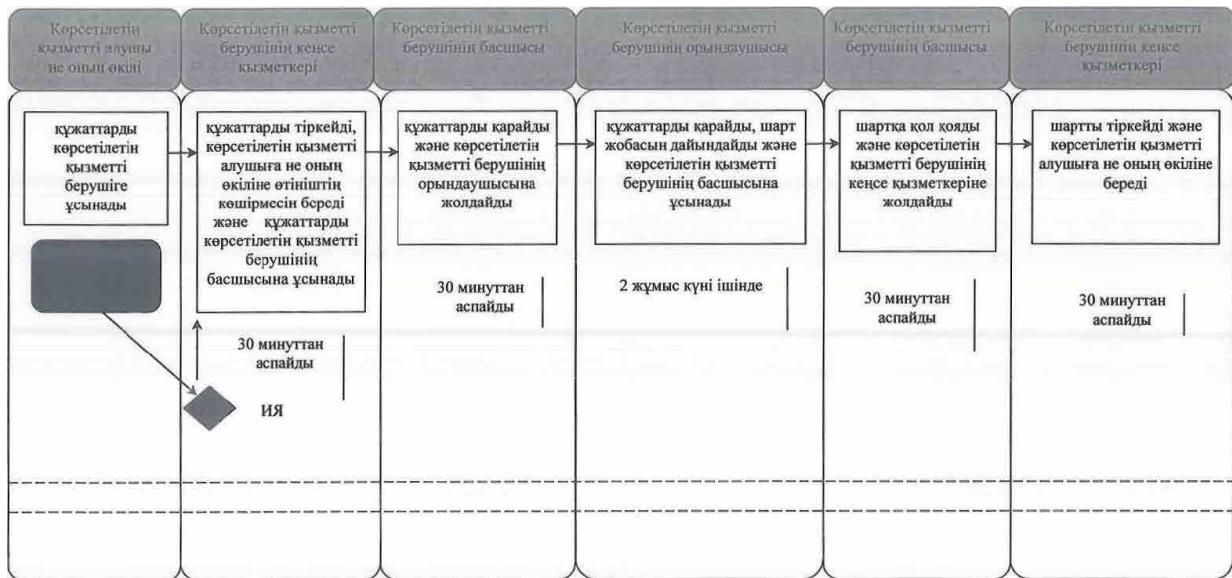 Көрсетілетін
қызметті алушы
не оның өкілі
Көрсетілетін қызметті
берушінің кеңсе
қызметкері
Көрсетілетін қызметті
берушінің басшысы
Көрсетілетін қызметті
берушінің орындаушысы
Көрсетілетін қызметті
берушінің басшысы
Көрсетілетін қызметті
берушінің кеңсе
қызметкері
құжаттарды
көрсетілетін
қызметті
берушіге
ұсынады
құжаттарды тіркейді,
көрсетілетін қызметті
алушыға не оның
өкіліне өтініштің
көшірмесін береді
және құжаттарды
көрсетілетін қызметті
берушінің
басшысына ұсынады
құжаттарды қарайды
және көрсетілетін
қызметті берушінің
орындаушысына
жолдайды
құжаттарды қарайды, шарт
жобасын дайындайды және
көрсетілетін қызметті
берушінің басшысына
ұсынады
шартқа қол қояды
және көрсетілетін
қызметті берушінің
кеңсе қызметкеріне
жолдайды
шартты тіркейді және
көрсетілетін қызметті
алушыға не оның өкіліне
береді
30 минуттан
аспайды
30 минуттан
аспайды
2 жұмыс күні ішінде
30 минуттан
аспайды
30 минуттан
аспайды
ИЯ